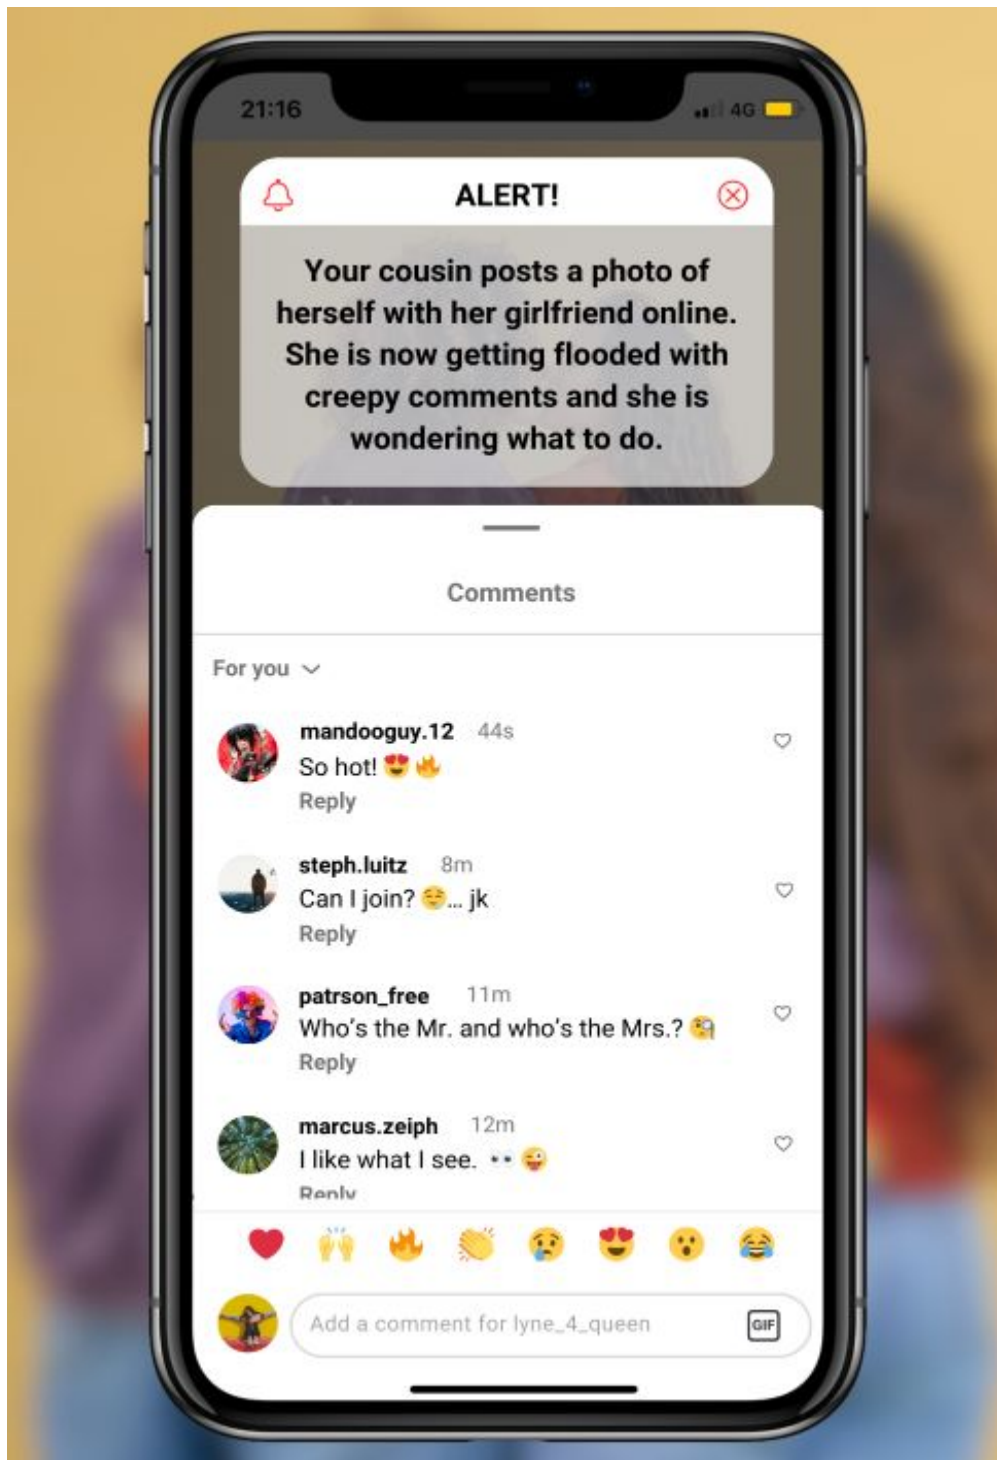 21:16
4G
ALERT!
Your cousin posts a photo of
herself with her girlfriend online.
She is now getting flooded with
creepy comments and she is
wondering what to do.
Comments
For you
mandooguy.12 44s
So hot! 😍🔥
Reply
steph.luitz 8m
Can I join? 🤤... jk
Reply
patrson_free 11m
Who's the Mr. and who's the Mrs.? 🧐
Reply
marcus.zeiph 12m
I like what I see. 👀😜
Reply
❤️🙌🔥👏😢😍😮😂
Add a comment for lyne_4_queen
GIF